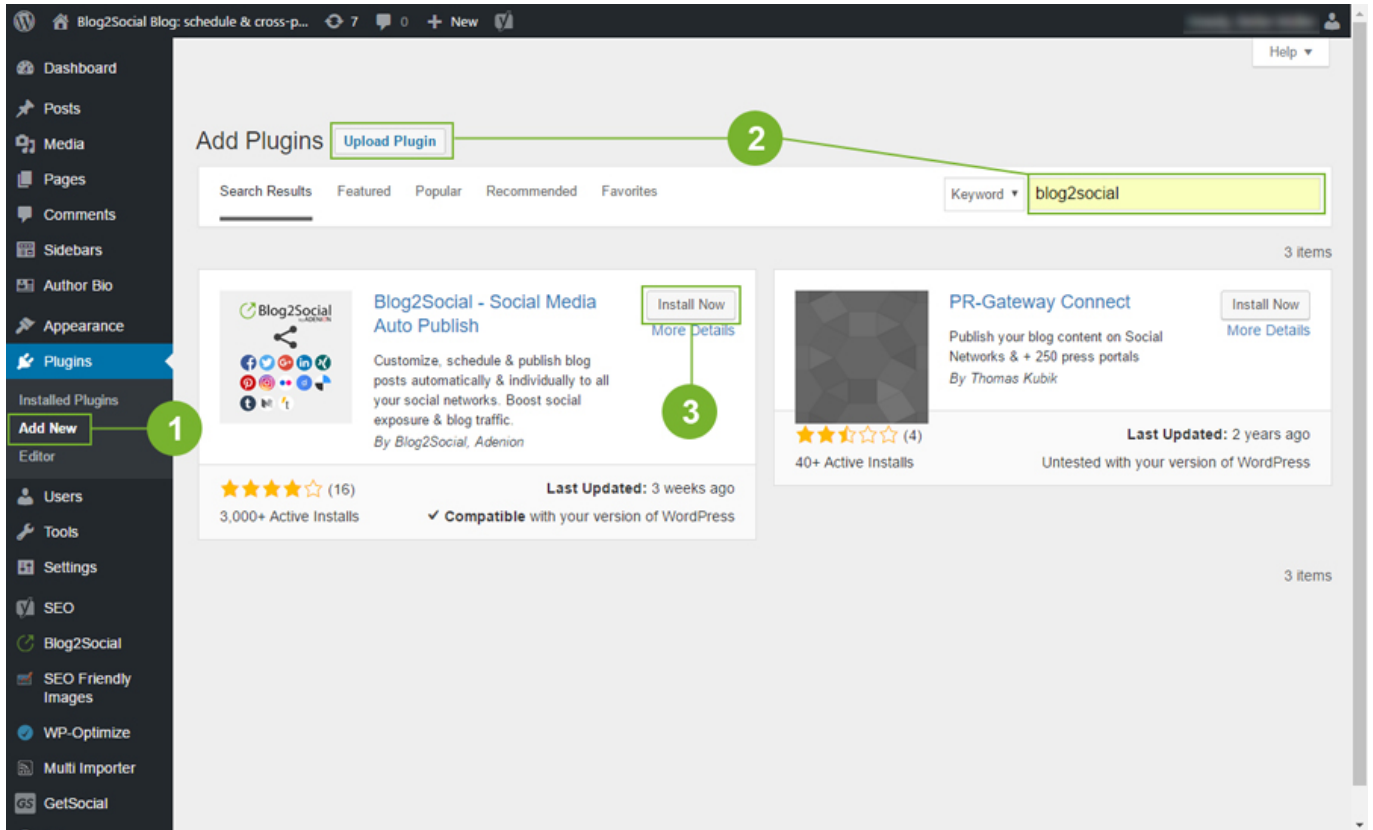 Blog2Social Blog: schedule & cross-p... 7 0 + New
Help ▼
Dashboard
Posts
Media
Pages
Comments
Sidebars
Author Bio
Appearance
Plugins
Installed Plugins
Add New
1
Editor
Users
Tools
Settings
SEO
Blog2Social
SEO Friendly
Images
WP-Optimize
Multi Importer
GS GetSocial
Add Plugins Upload Plugin
2
Search Results Featured Popular Recommended Favorites
Keyword ▼ blog2social
3 items
Blog2Social
by ADENION
Blog2Social - Social Media
Auto Publish
Install Now
More Details
Customize, schedule & publish blog
posts automatically & individually to all
your social networks. Boost social
exposure & blog traffic.
By Blog2Social, Adenion
3
(16)
Last Updated: 3 weeks ago
3,000+ Active Installs
✓ Compatible with your version of WordPress
PR-Gateway Connect
Install Now
More Details
Publish your blog content on Social
Networks & + 250 press portals
By Thomas Kubik
(4)
Last Updated: 2 years ago
40+ Active Installs
Untested with your version of WordPress
3 items